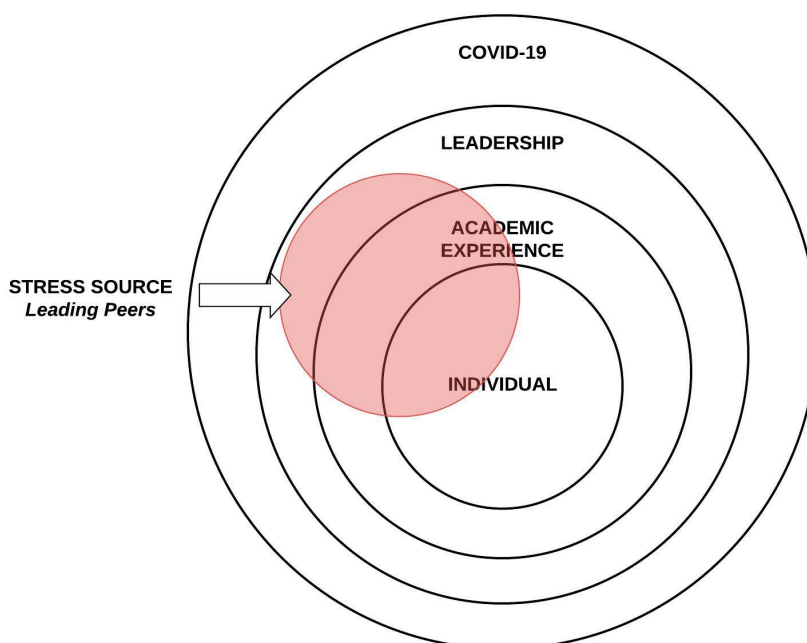 COVID-19
LEADERSHIP
ACADEMIC
EXPERIENCE
STRESS SOURCE
Leading Peers
INDIVIDUAL